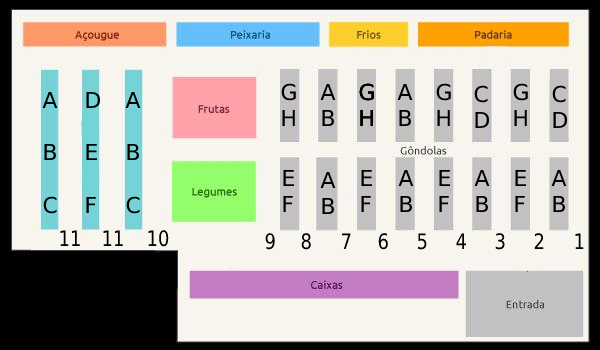 Açougue Peixaria Frios Padaria
A D A G A G A G C G C
H B H B H D H D
Frutas
B E B
Gôndolas
Legumes
E A E A E A E A
C F C F B F B F B F B
11 11 10 9 8 7 6 5 4 3 2 1
Caixas
Entrada